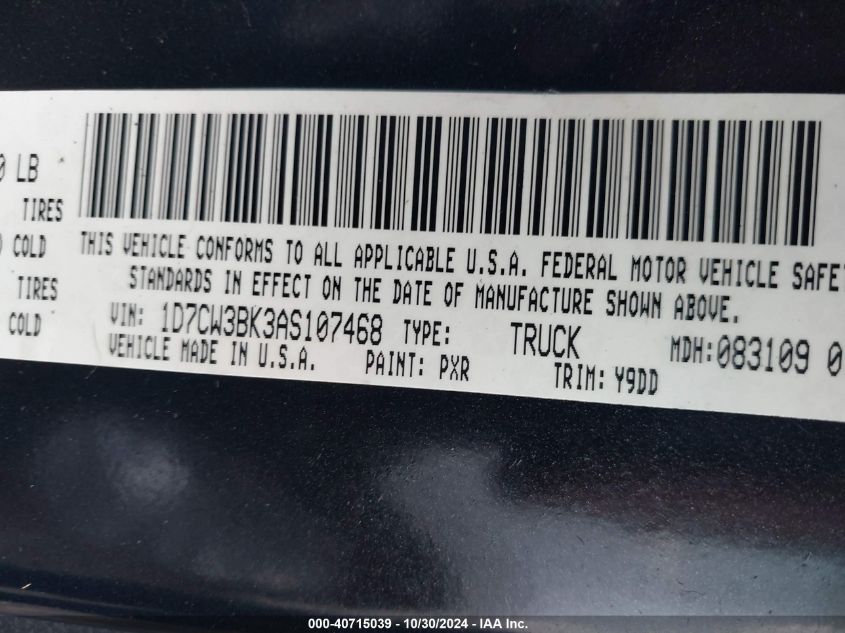 0 LB
TIRES
COLD
TIRES
COLD
THIS VEHICLE CONFORMS TO ALL APPLICABLE U.S.A. FEDERAL MOTOR VEHICLE SAFET
STANDARDS IN EFFECT ON THE DATE OF MANUFACTURE SHOWN ABOVE.
VIN: 1D7CW3BK3AS107468 TYPE: TRUCK MDH:083109 0
VEHICLE MADE IN U.S.A. PAINT: PXR TRIM: Y9DD
000-40715039 - 10/30/2024 - IAA Inc.